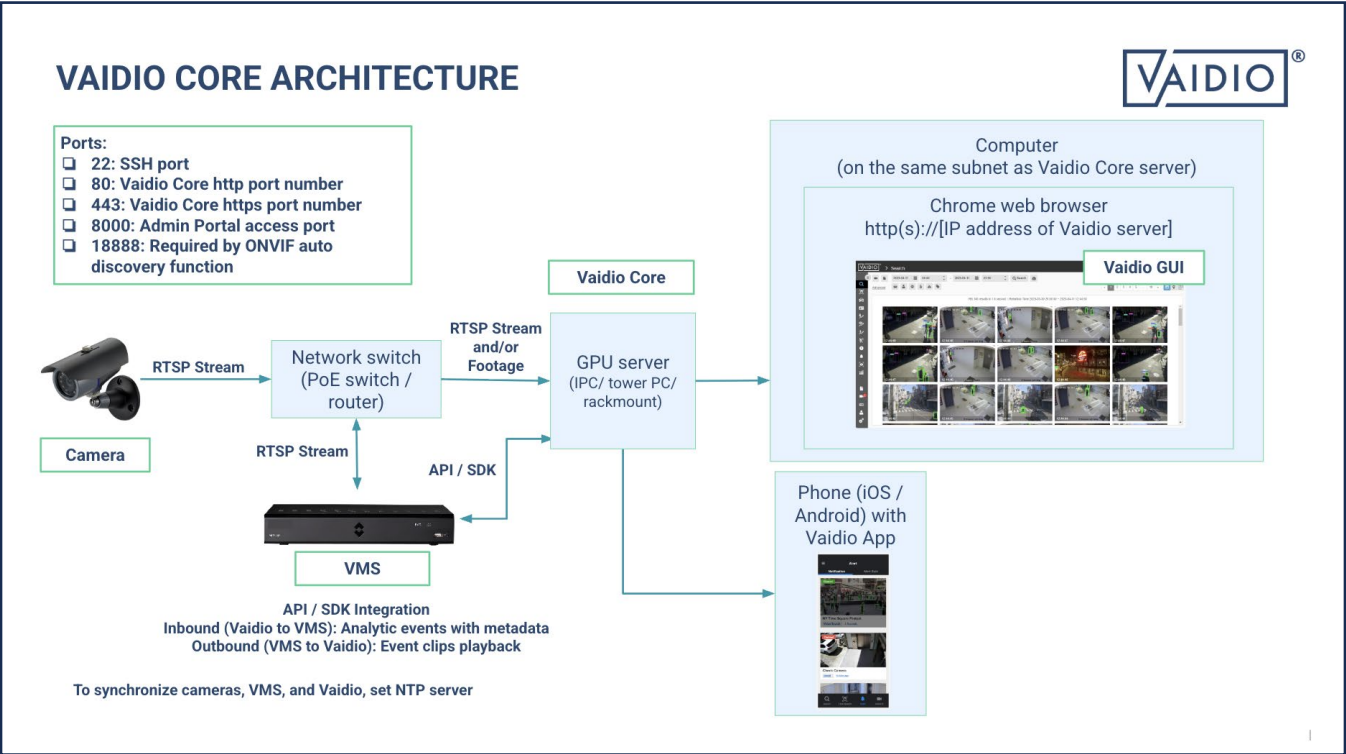 VAIDIO CORE ARCHITECTURE
VAIDIO®
Ports:
❑ 22: SSH port
❑ 80: Vaidio Core http port number
❑ 443: Vaidio Core https port number
❑ 8000: Admin Portal access port
❑ 18888: Required by ONVIF auto
discovery function
Computer
(on the same subnet as Vaidio Core server)
Chrome web browser
http(s)://[IP address of Vaidio server]
Vaidio GUI
VAIDIO
Search
Vaidio Core
RTSP Stream
Network switch
(PoE switch /
router)
RTSP Stream
and/or
Footage
GPU server
(IPC/ tower PC/
rackmount)
Camera
RTSP Stream
API / SDK
VMS
Phone (iOS /
Android) with
Vaidio App
API / SDK Integration
Inbound (Vaidio to VMS): Analytic events with metadata
Outbound (VMS to Vaidio): Event clips playback
To synchronize cameras, VMS, and Vaidio, set NTP server